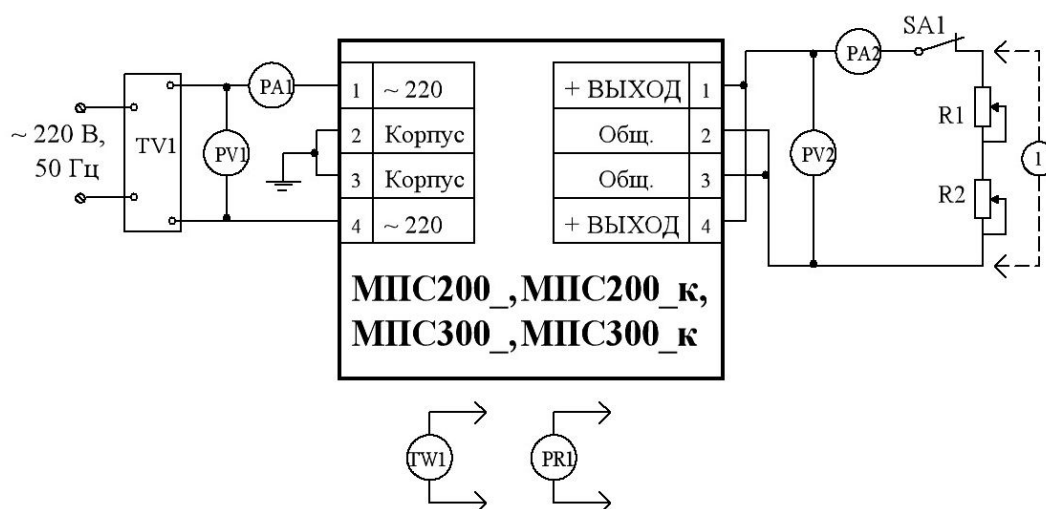 ~ 220 В,
50 Гц
TV1
PV1
PA1
1 ~ 220
2 Корпус
3 Корпус
4 ~ 220
+ ВЫХОД 1
Общ. 2
Общ. 3
+ ВЫХОД 4
МПС200_, МПС200_к,
МПС300_, МПС300_к
PV2
PA2
SA1
R1
R2
1
TW1
PR1